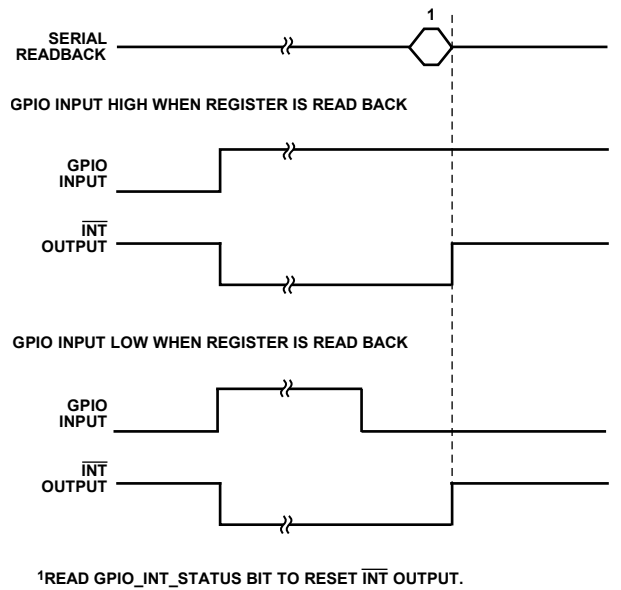 1
SERIAL
READBACK
GPIO INPUT HIGH WHEN REGISTER IS READ BACK
GPIO
INPUT
INT
OUTPUT
GPIO INPUT LOW WHEN REGISTER IS READ BACK
GPIO
INPUT
INT
OUTPUT
1READ GPIO_INT_STATUS BIT TO RESET INT OUTPUT.